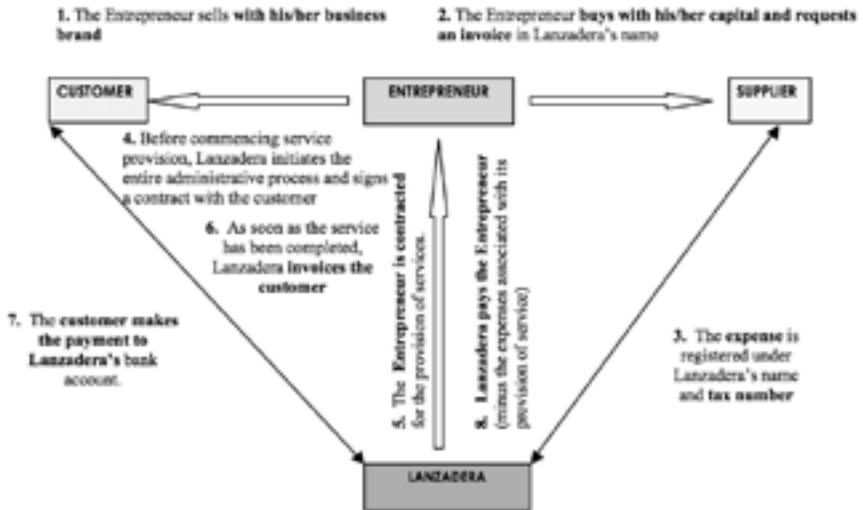 1. The Entrepreneur sells with his/her business
brand
2. The Entrepreneur buys with his/her capital and requests
an invoice in Lanzadera's name
CUSTOMER
ENTREPRENEUR
SUPPLIER
4. Before commencing service
provision, Lanzadera initiates the
entire administrative process and signs
a contract with the customer
6. As soon as the service
has been completed,
Lanzadera invoices the
customer
5. The Entrepreneur is contracted
for the provision of services.
8. Lanzadera pays the Entrepreneur
(minus the expenses associated with its
provision of service)
7. The customer makes
the payment to
Lanzadera's bank
account.
3. The expense is
registered under
Lanzadera's name
and tax number
LANZADERA